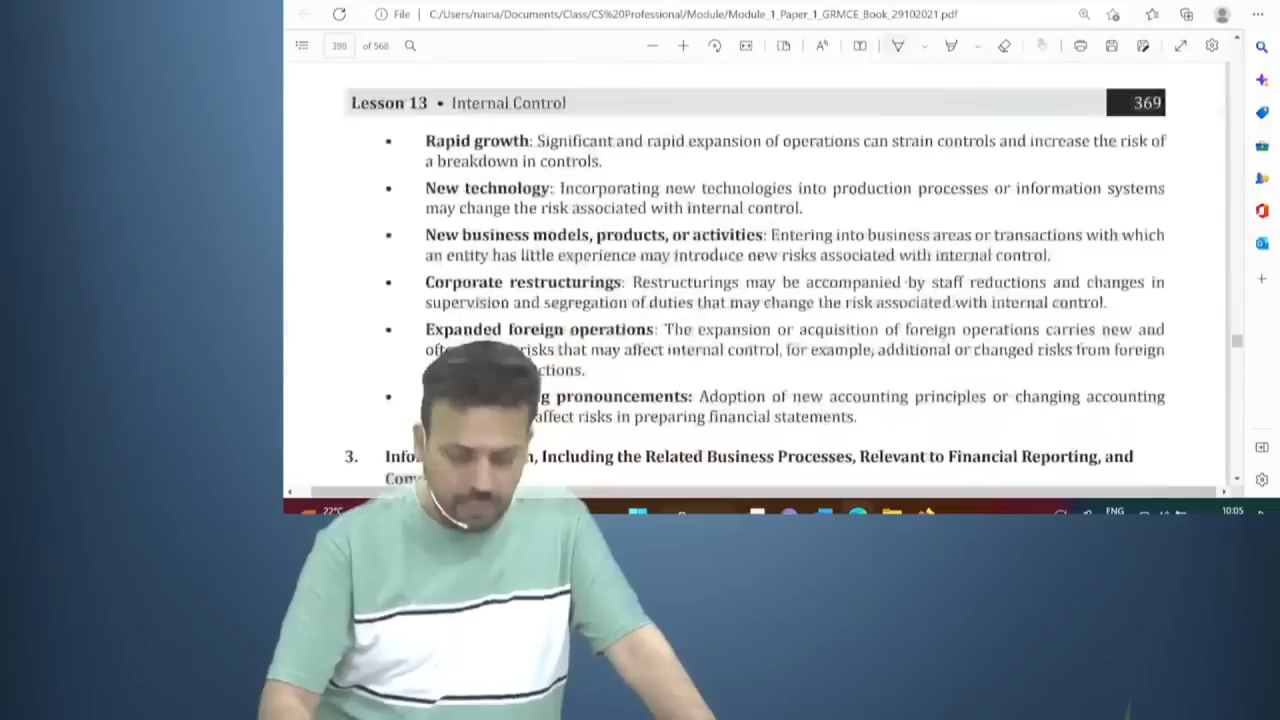 File C:/Users/naina/Documents/Class/CS%20Professional/Module/Module_1_Paper_1_GRMCE_Book_29102021.pdf
398 of 568
Lesson 13 • Internal Control 369
• Rapid growth: Significant and rapid expansion of operations can strain controls and increase the risk of
a breakdown in controls.
• New technology: Incorporating new technologies into production processes or information systems
may change the risk associated with internal control.
• New business models, products, or activities: Entering into business areas or transactions with which
an entity has little experience may introduce new risks associated with internal control.
• Corporate restructurings: Restructurings may be accompanied by staff reductions and changes in
supervision and segregation of duties that may change the risk associated with internal control.
• Expanded foreign operations: The expansion or acquisition of foreign operations carries new and
risks that may affect internal control, for example, additional or changed risks from foreign
• pronouncements: Adoption of new accounting principles or changing accounting
affect risks in preparing financial statements.
3. Including the Related Business Processes, Relevant to Financial Reporting, and
22°C ENG 10:05